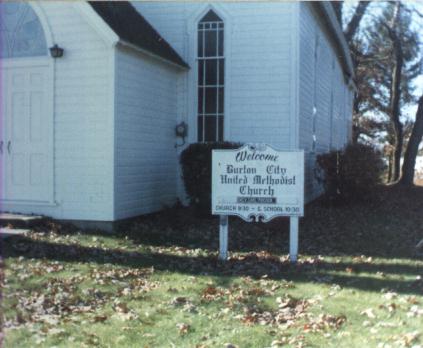 Welcome
Burton City
United Methodist
Church
CHURCH 9:30 - S. SCHOOL 10:30